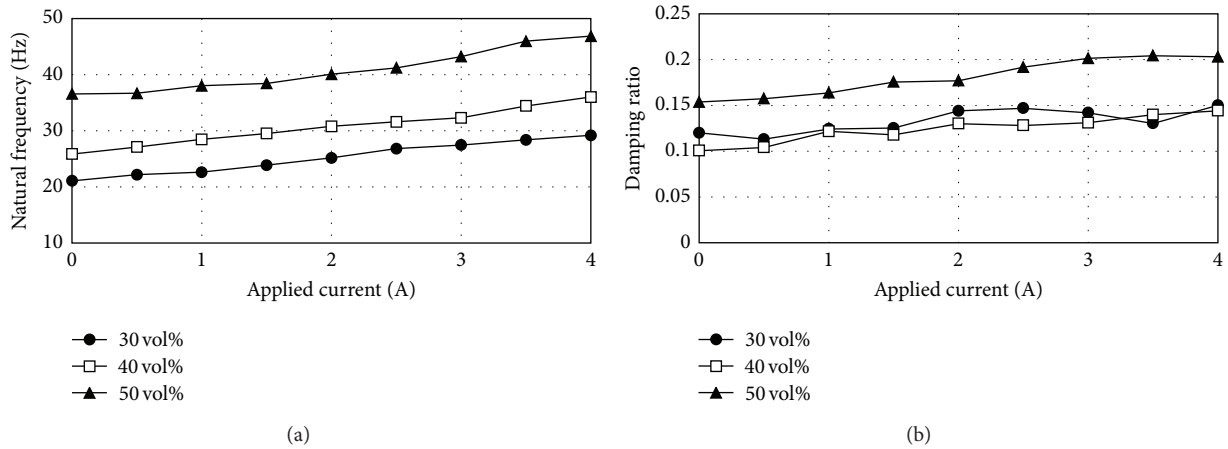 50
40
30
20
10
Natural frequency (Hz)
0 1 2 3 4
Applied current (A)
30 vol%
40 vol%
50 vol%
(a)
0.25
0.2
0.15
0.1
0.05
0
Damping ratio
0 1 2 3 4
Applied current (A)
30 vol%
40 vol%
50 vol%
(b)